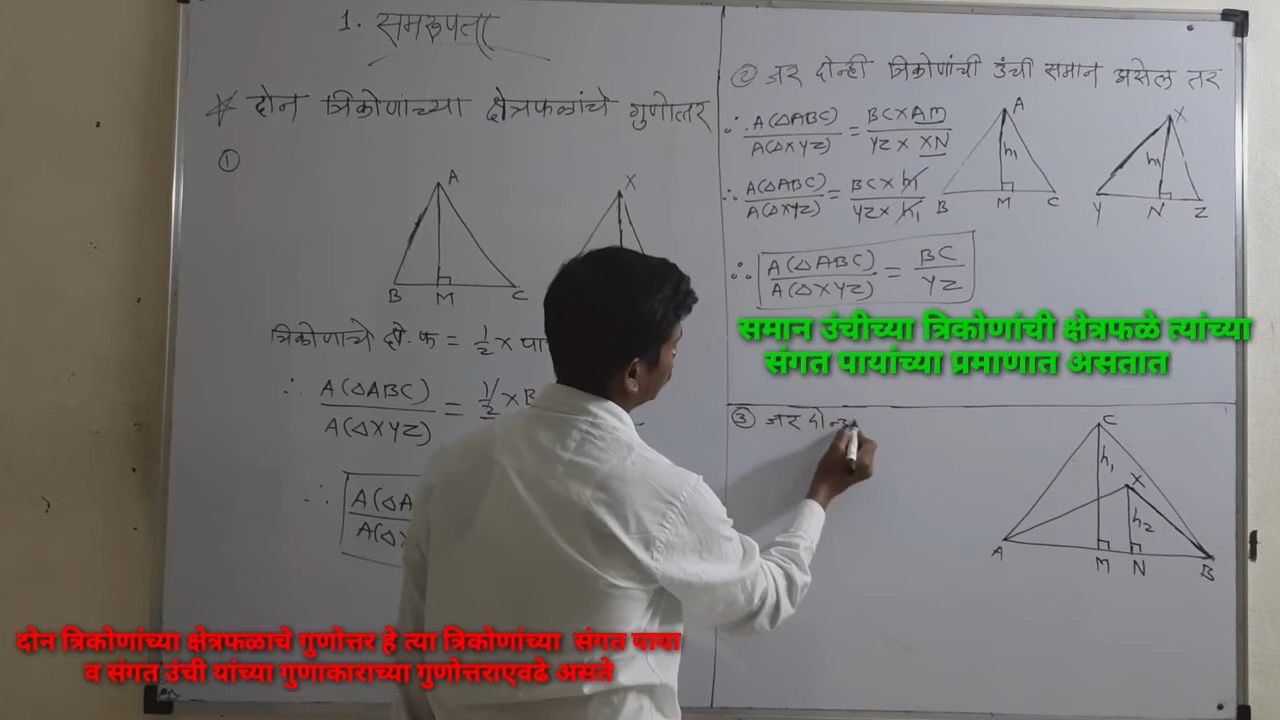 1. समरूपता
* दोन त्रिकोणांच्या क्षेत्रफळांचे गुणोत्तर
①
A
X
B M C
त्रिकोणाचे क्षे. फ = 1/2 × पा
∴ A(△ABC) / A(△XYZ) = 1/2 × B
∴ A(△A / A(△X
② जर दोन्ही त्रिकोणांची उंची समान असेल तर
∴ A(△ABC) / A(△XYZ) = BC × AM / YZ × XN
∴ A(△ABC) / A(△XYZ) = BC × h₁ / YZ × h₁
∴ A(△ABC) / A(△XYZ) = BC / YZ
A
h₁
B M C
X
h₁
Y N Z
समान उंचीच्या त्रिकोणांची क्षेत्रफळे त्यांच्या
संगत पायांच्या प्रमाणात असतात
③ जर
C
h₁
X
h₂
A M N B
दोन त्रिकोणांच्या क्षेत्रफळाचे गुणोत्तर हे त्या त्रिकोणांच्या संगत पाया
व संगत उंची यांच्या गुणाकाराच्या गुणोत्तराएवढे असते